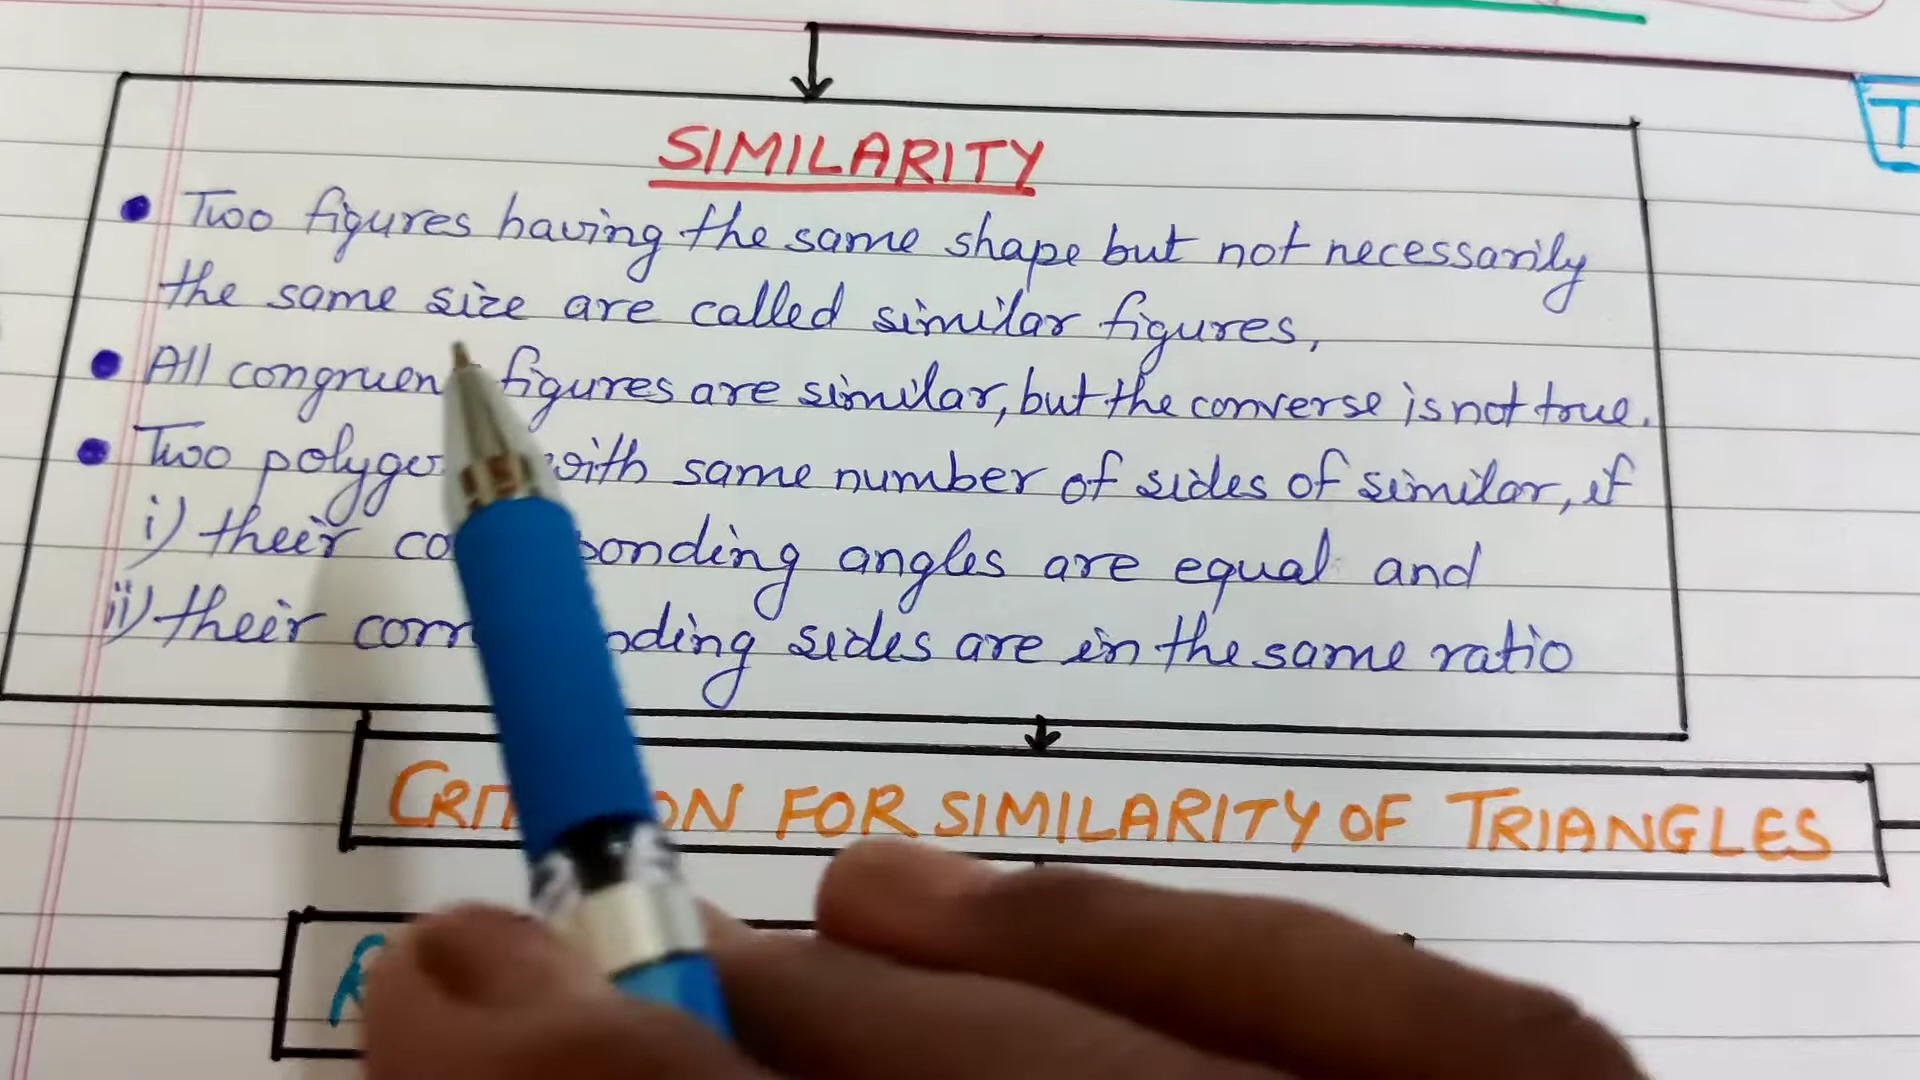 SIMILARITY
• Two figures having the same shape but not necessarily
the same size are called similar figures,
• All congruen figures are similar, but the converse is not true.
• Two polygo with same number of sides of similar, if
i) their co ponding angles are equal and
ii) their corr nding sides are in the same ratio
CRIT ON FOR SIMILARITY OF TRIANGLES
T